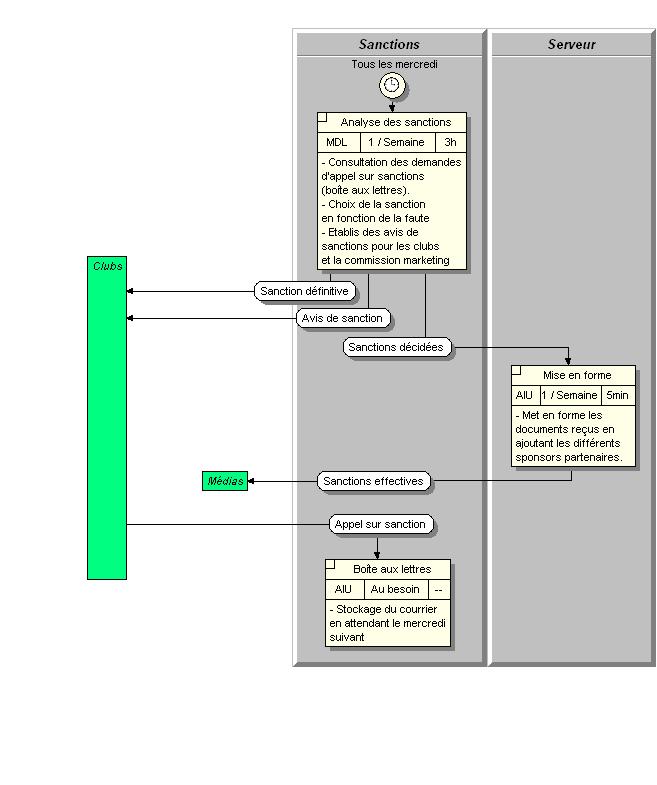 Sanctions
Serveur
Tous les mercredi
Analyse des sanctions
MDL 1 / Semaine 3h
- Consultation des demandes
d'appel sur sanctions
(boîte aux lettres).
- Choix de la sanction
en fonction de la faute
- Etablis des avis de
sanctions pour les clubs
et la commission marketing
Clubs
Sanction définitive
Avis de sanction
Sanctions décidées
Mise en forme
AIU 1 / Semaine 5min
- Met en forme les
documents reçus en
ajoutant les différents
sponsors partenaires.
Médias
Sanctions effectives
Appel sur sanction
Boîte aux lettres
AIU Au besoin --
- Stockage du courrier
en attendant le mercredi
suivant